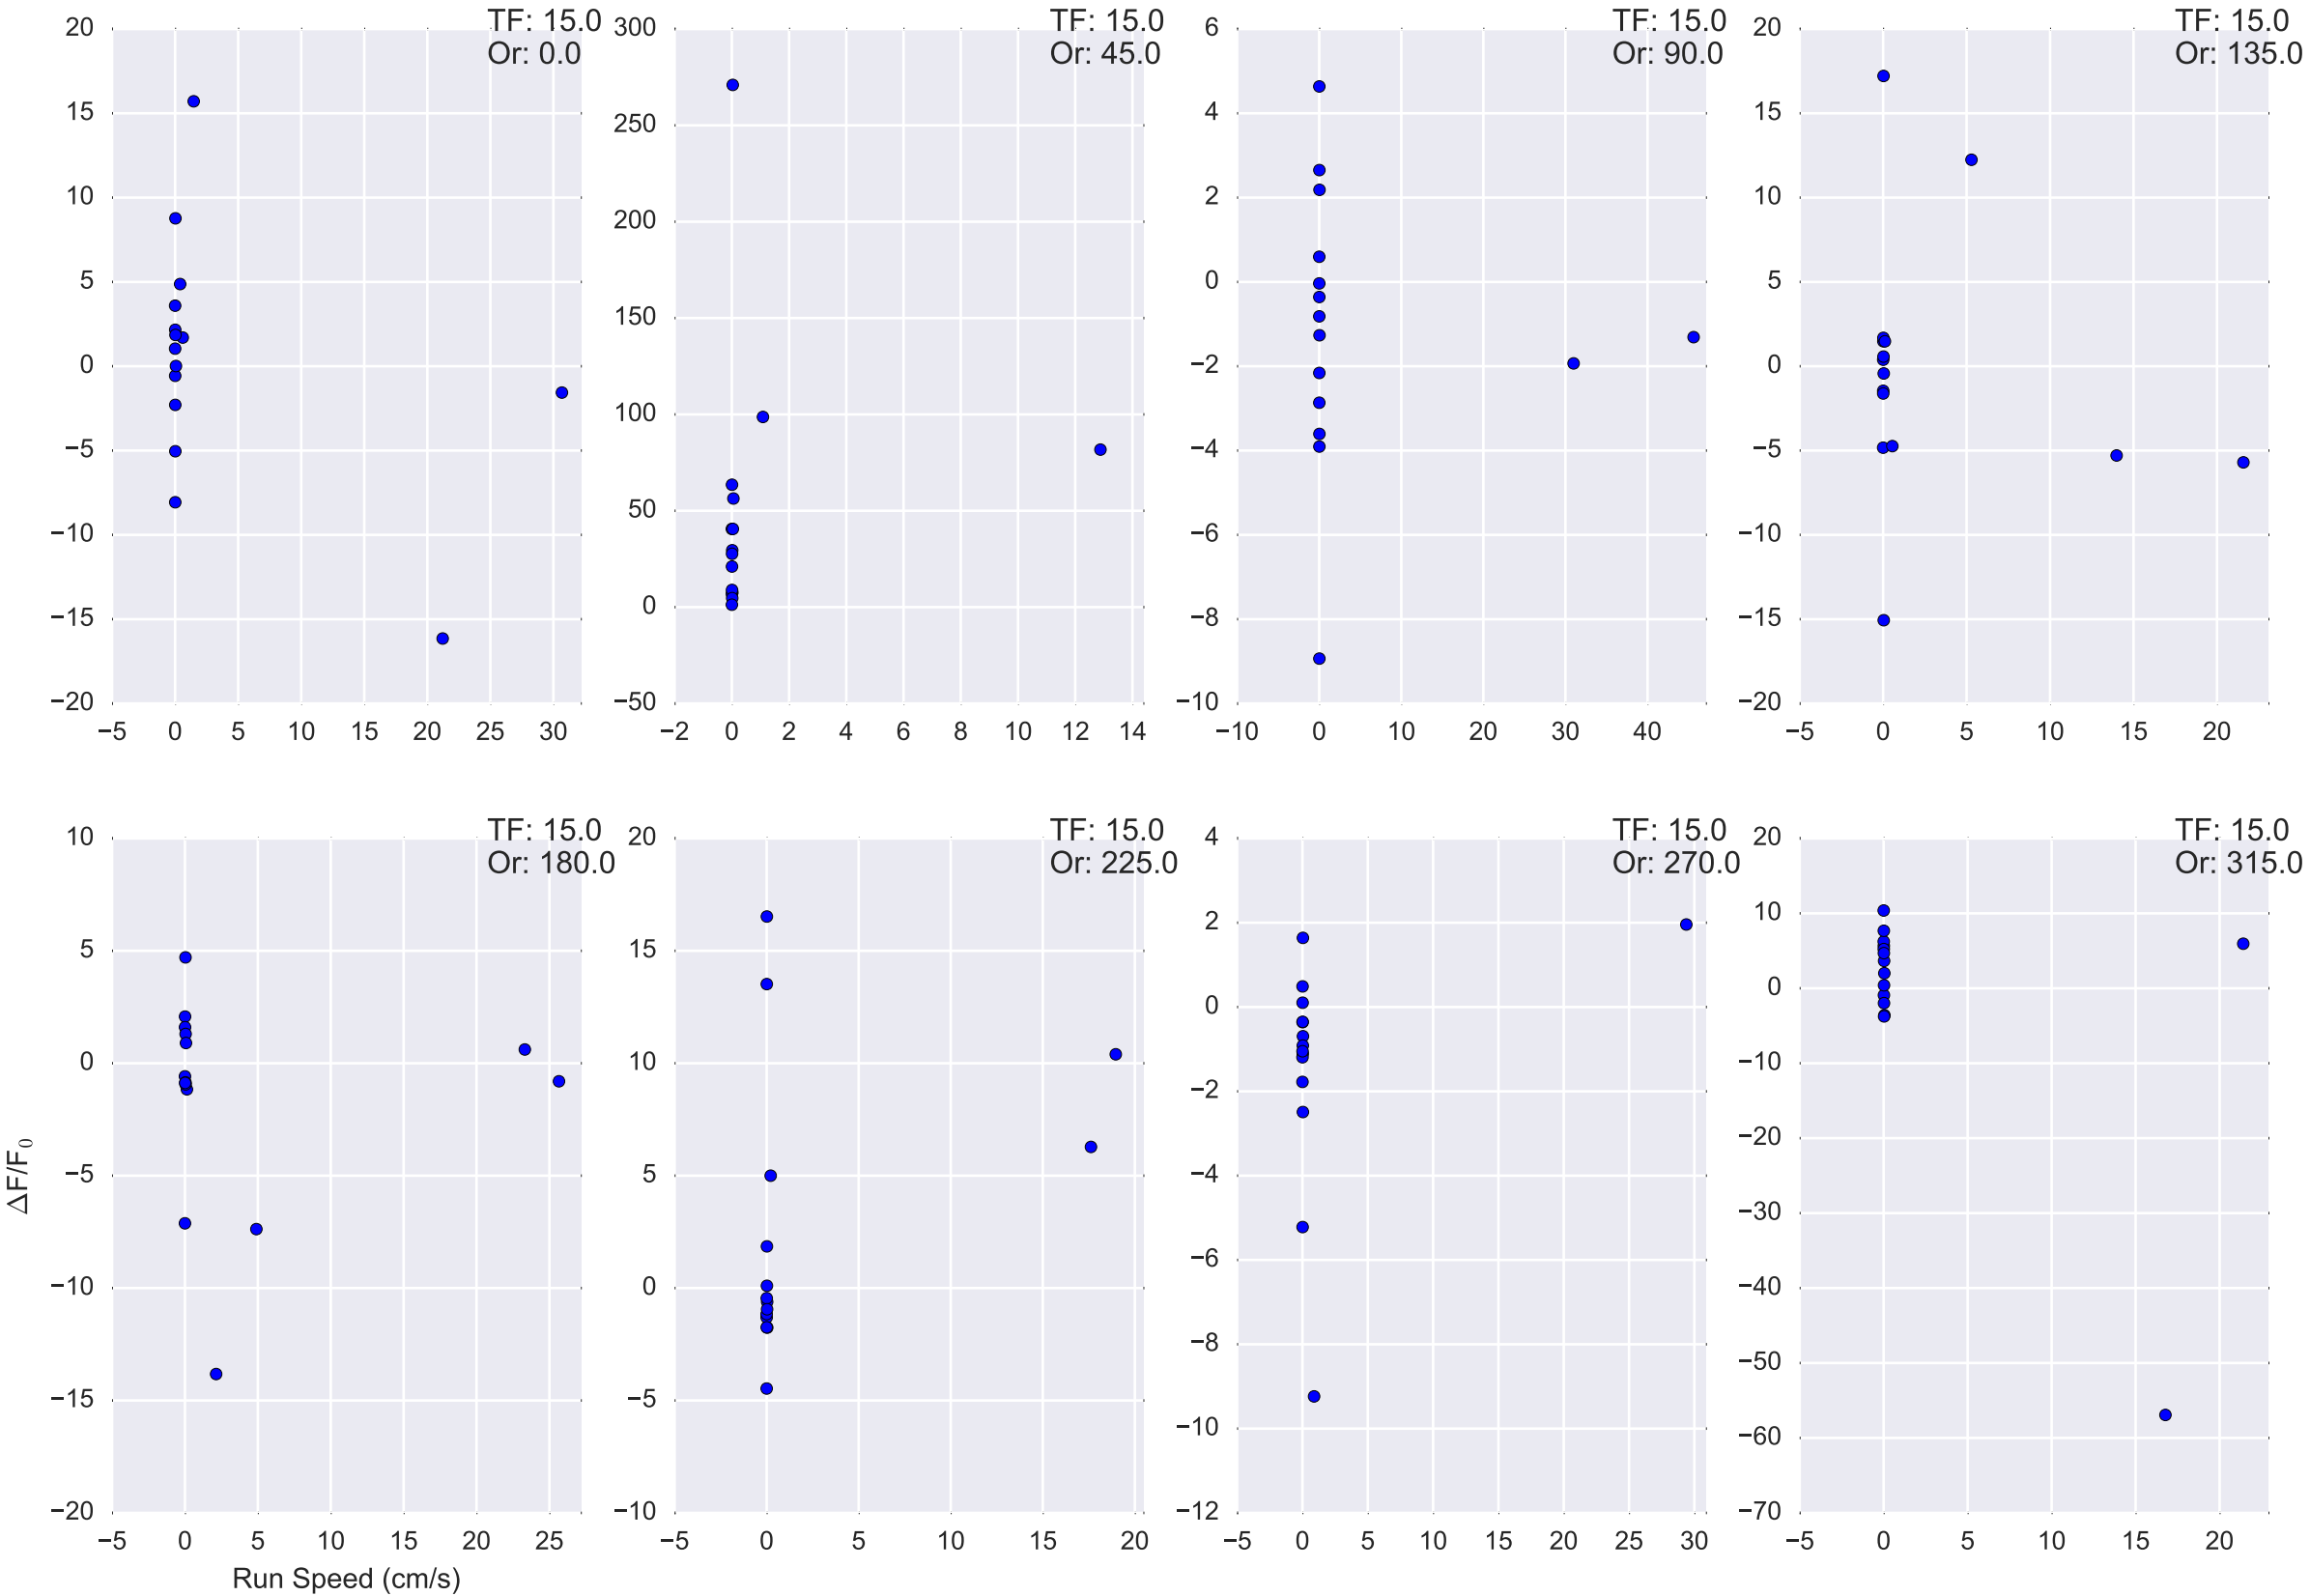 TF: 15.0
Or: 0.0
20
15
10
5
0
−5
−10
−15
−20
−5 0 5 10 15 20 25 30
TF: 15.0
Or: 45.0
300
250
200
150
100
50
0
−50
−2 0 2 4 6 8 10 12 14
TF: 15.0
Or: 90.0
6
4
2
0
−2
−4
−6
−8
−10
−10 0 10 20 30 40
TF: 15.0
Or: 135.0
20
15
10
5
0
−5
−10
−15
−20
−5 0 5 10 15 20
TF: 15.0
Or: 180.0
10
5
0
−5
−10
−15
−20
−5 0 5 10 15 20 25
ΔF/F₀
Run Speed (cm/s)
TF: 15.0
Or: 225.0
20
15
10
5
0
−5
−10
−5 0 5 10 15 20
TF: 15.0
Or: 270.0
4
2
0
−2
−4
−6
−8
−10
−12
−5 0 5 10 15 20 25 30
TF: 15.0
Or: 315.0
20
10
0
−10
−20
−30
−40
−50
−60
−70
−5 0 5 10 15 20